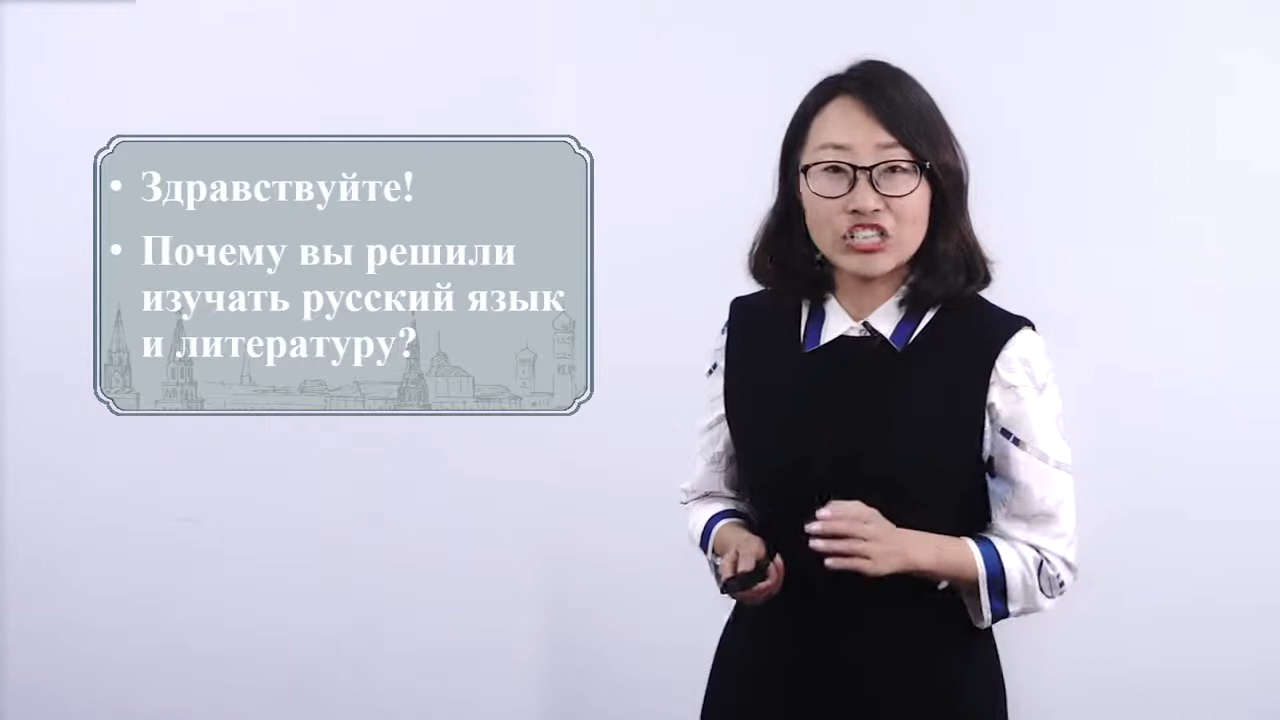 • Здравствуйте!
• Почему вы решили
изучать русский язык
и литературу?